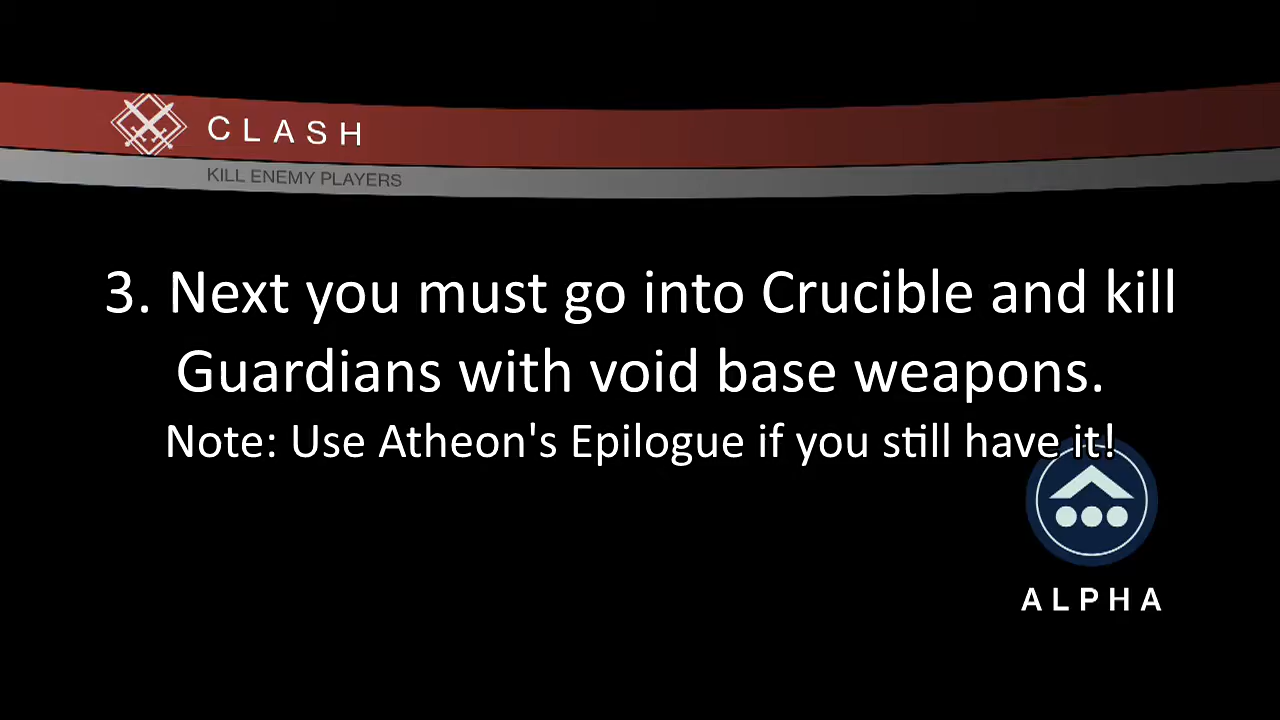 CLASH
KILL ENEMY PLAYERS
3. Next you must go into Crucible and kill
Guardians with void base weapons.
Note: Use Atheon's Epilogue if you still have it!
ALPHA